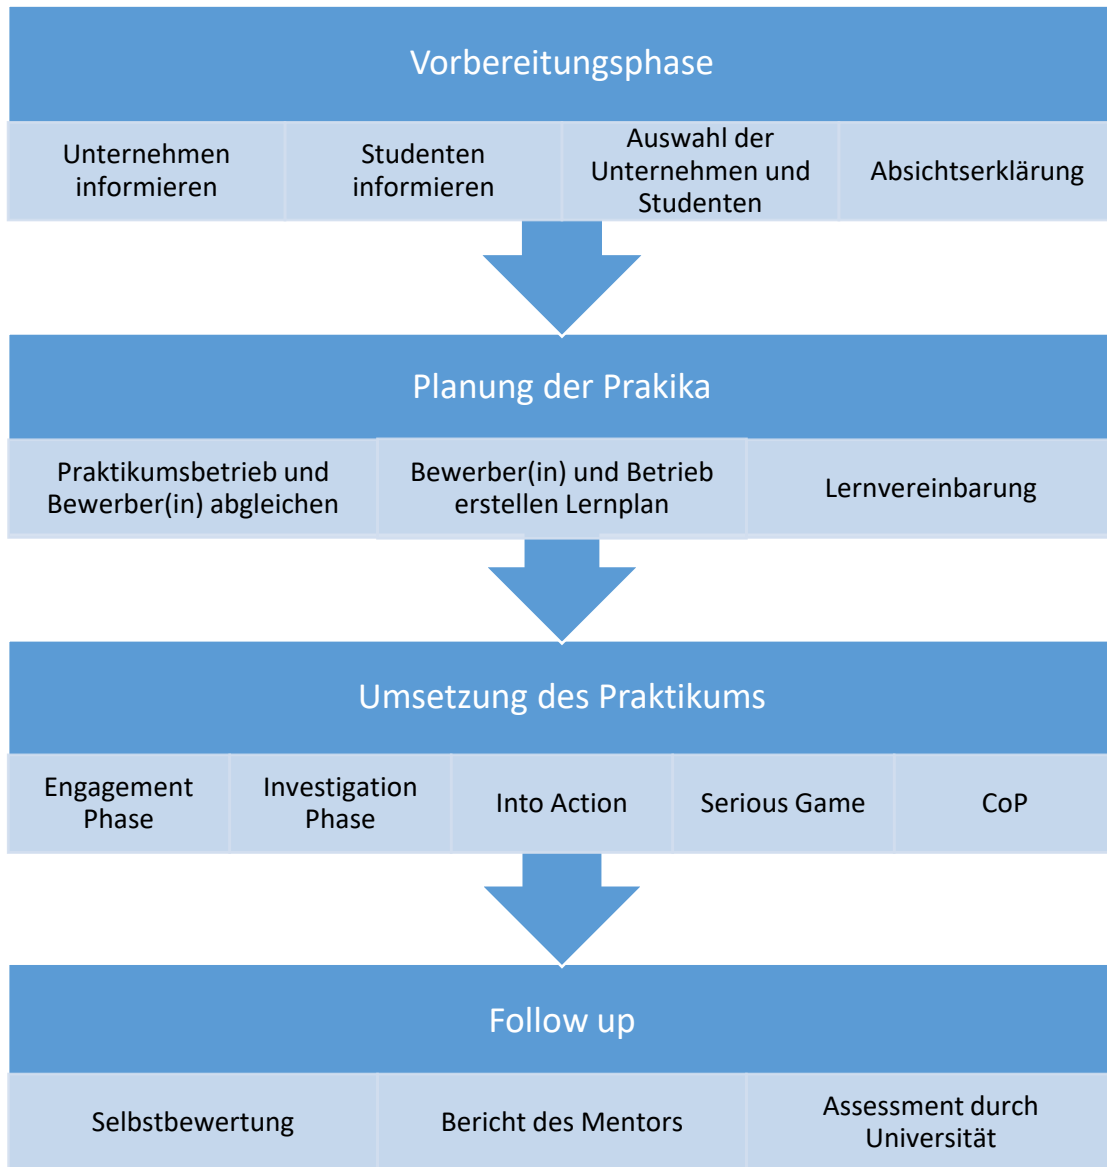 Vorbereitungsphase
Unternehmen
informieren
Studenten
informieren
Auswahl der
Unternehmen und
Studenten
Absichtserklärung
Planung der Prakika
Praktikumsbetrieb und
Bewerber(in) abgleichen
Bewerber(in) und Betrieb
erstellen Lernplan
Lernvereinbarung
Umsetzung des Praktikums
Engagement
Phase
Investigation
Phase
Into Action
Serious Game
CoP
Follow up
Selbstbewertung
Bericht des Mentors
Assessment durch
Universität